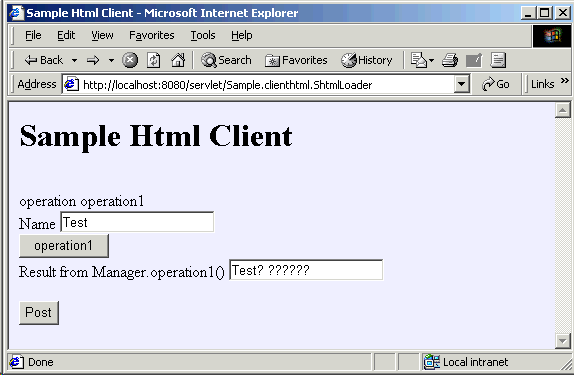 Sample Html Client - Microsoft Internet Explorer
File Edit View Favorites Tools Help
Back Search Favorites History
Address http://localhost:8080/servlet/Sample.clienthtml.ShtmlLoader Go Links »
Sample Html Client
operation operation1
Name Test
operation1
Result from Manager.operation1() Test? ??????
Post
Done Local intranet